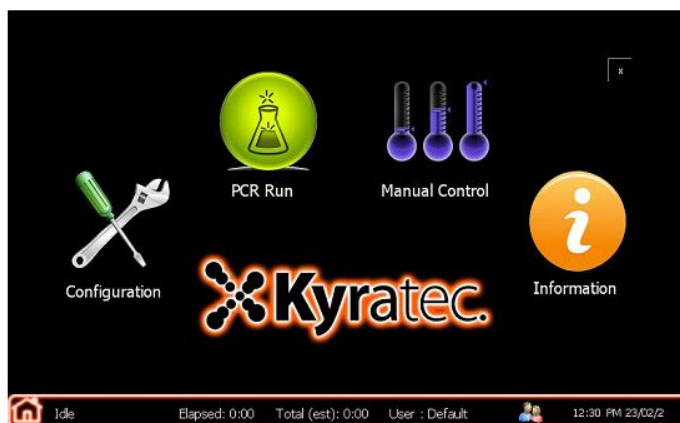 x
PCR Run
Manual Control
Configuration
Information
Kyratec.
Idle Elapsed: 0:00 Total (est): 0:00 User : Default 12:30 PM 23/02/2